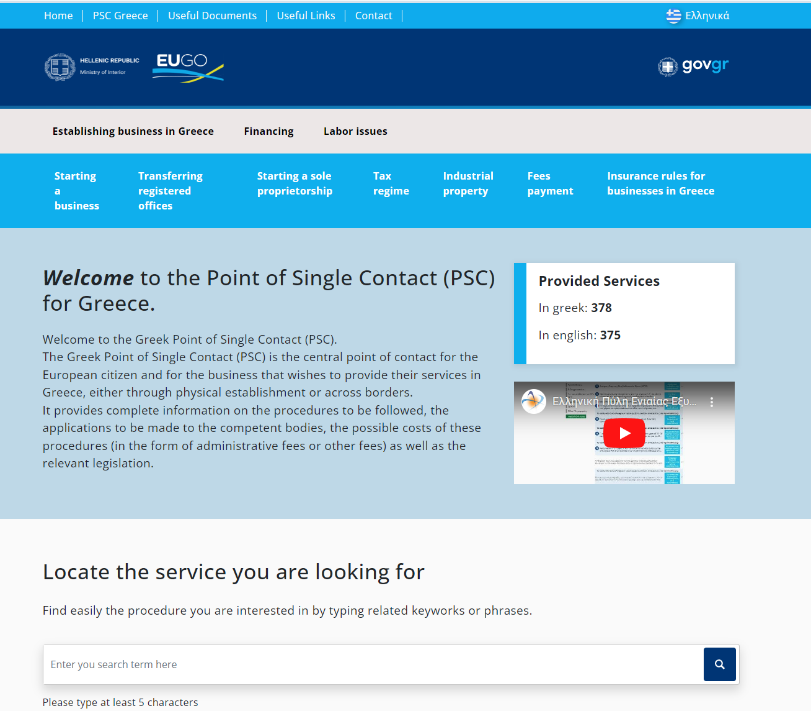 Home PSC Greece Useful Documents Useful Links Contact Ελληνικά
HELLENIC REPUBLIC
Ministry of Interior
EUGO
govgr
Establishing business in Greece Financing Labor issues
Starting
a
business
Transferring
registered
offices
Starting a sole
proprietorship
Tax
regime
Industrial
property
Fees
payment
Insurance rules for
businesses in Greece
Welcome to the Point of Single Contact (PSC)
for Greece.
Welcome to the Greek Point of Single Contact (PSC).
The Greek Point of Single Contact (PSC) is the central point of contact for the
European citizen and for the business that wishes to provide their services in
Greece, either through physical establishment or across borders.
It provides complete information on the procedures to be followed, the
applications to be made to the competent bodies, the possible costs of these
procedures (in the form of administrative fees or other fees) as well as the
relevant legislation.
Provided Services
In greek: 378
In english: 375
Ελληνική Πύλη Ενιαίας Εξυ...
Locate the service you are looking for
Find easily the procedure you are interested in by typing related keyworks or phrases.
Enter you search term here
Please type at least 5 characters